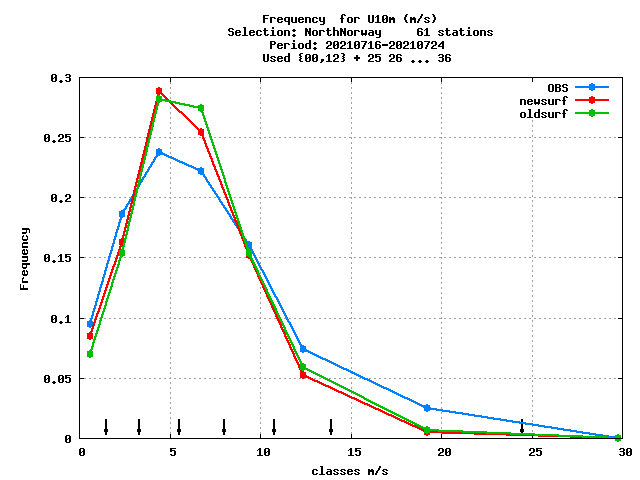 Frequency  for U10m (m/s)
Selection: NorthNorway     61 stations
Period: 20210716-20210724
Used {00,12} + 25 26 ... 36
OBS
newsurf
oldsurf
0.3
0.25
0.2
0.15
0.1
0.05
0
Frequency
0 5 10 15 20 25 30
classes m/s